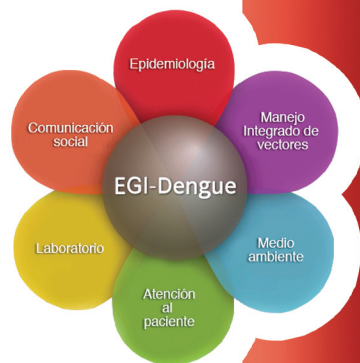 Epidemiología
Manejo
Integrado de
vectores
Comunicación
social
EGI-Dengue
Laboratorio
Medio
ambiente
Atención
al
paciente